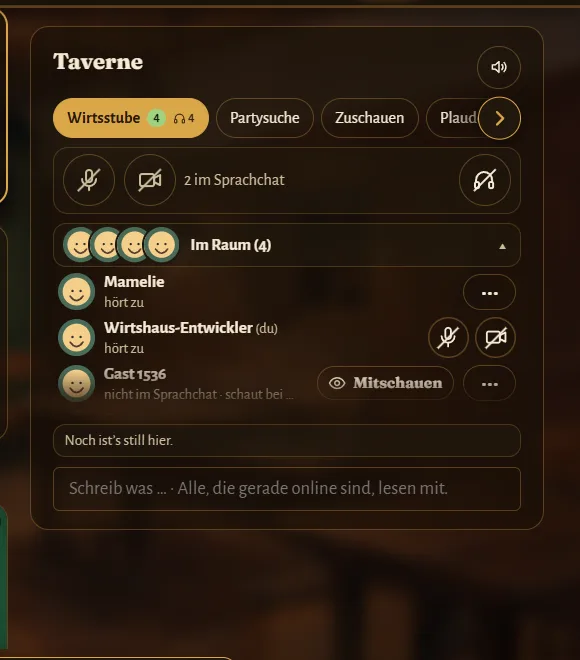 Taverne
Wirtsstube 4 4 Partysuche Zuschauen Plaud
2 im Sprachchat
Im Raum (4)
Mamelie
hört zu
Wirtshaus-Entwickler (du)
hört zu
Gast 1536
nicht im Sprachchat · schaut bei ... Mitschauen
Noch ist's still hier.
Schreib was ... · Alle, die gerade online sind, lesen mit.